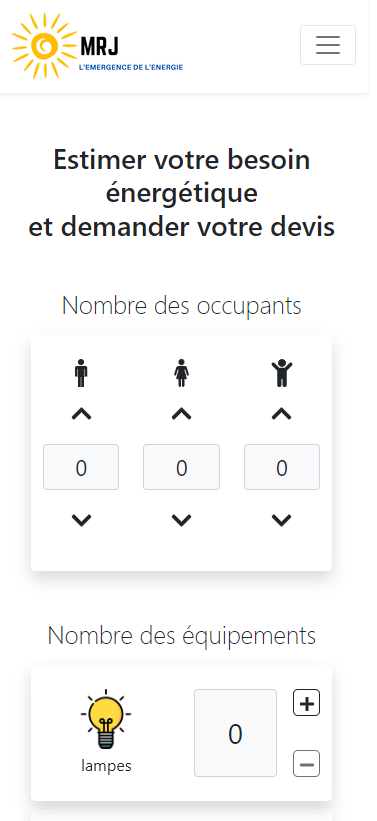 MRJ
L'EMERGENCE DE L'ENERGIE
Estimer votre besoin
énergétique
et demander votre devis
Nombre des occupants
0 0 0
Nombre des équipements
0
lampes